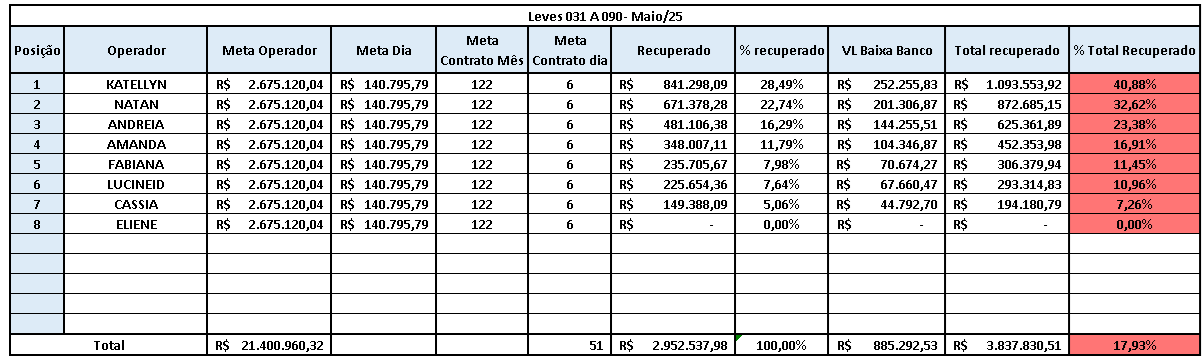 Leves 031 A 090- Maio/25
Posição Operador Meta Operador Meta Dia Meta Contrato Mês Meta Contrato dia Recuperado % recuperado VL Baixa Banco Total recuperado % Total Recuperado
1 KATELLYN R$ 2.675.120,04 R$ 140.795,79 122 6 R$ 841.298,09 28,49% R$ 252.255,83 R$ 1.093.553,92 40,88%
2 NATAN R$ 2.675.120,04 R$ 140.795,79 122 6 R$ 671.378,28 22,74% R$ 201.306,87 R$ 872.685,15 32,62%
3 ANDREIA R$ 2.675.120,04 R$ 140.795,79 122 6 R$ 481.106,38 16,29% R$ 144.255,51 R$ 625.361,89 23,38%
4 AMANDA R$ 2.675.120,04 R$ 140.795,79 122 6 R$ 348.007,11 11,79% R$ 104.346,87 R$ 452.353,98 16,91%
5 FABIANA R$ 2.675.120,04 R$ 140.795,79 122 6 R$ 235.705,67 7,98% R$ 70.674,27 R$ 306.379,94 11,45%
6 LUCINEID R$ 2.675.120,04 R$ 140.795,79 122 6 R$ 225.654,36 7,64% R$ 67.660,47 R$ 293.314,83 10,96%
7 CASSIA R$ 2.675.120,04 R$ 140.795,79 122 6 R$ 149.388,09 5,06% R$ 44.792,70 R$ 194.180,79 7,26%
8 ELIENE R$ 2.675.120,04 R$ 140.795,79 122 6 R$ - 0,00% R$ - R$ - 0,00%
Total R$ 21.400.960,32 51 R$ 2.952.537,98 100,00% R$ 885.292,53 R$ 3.837.830,51 17,93%